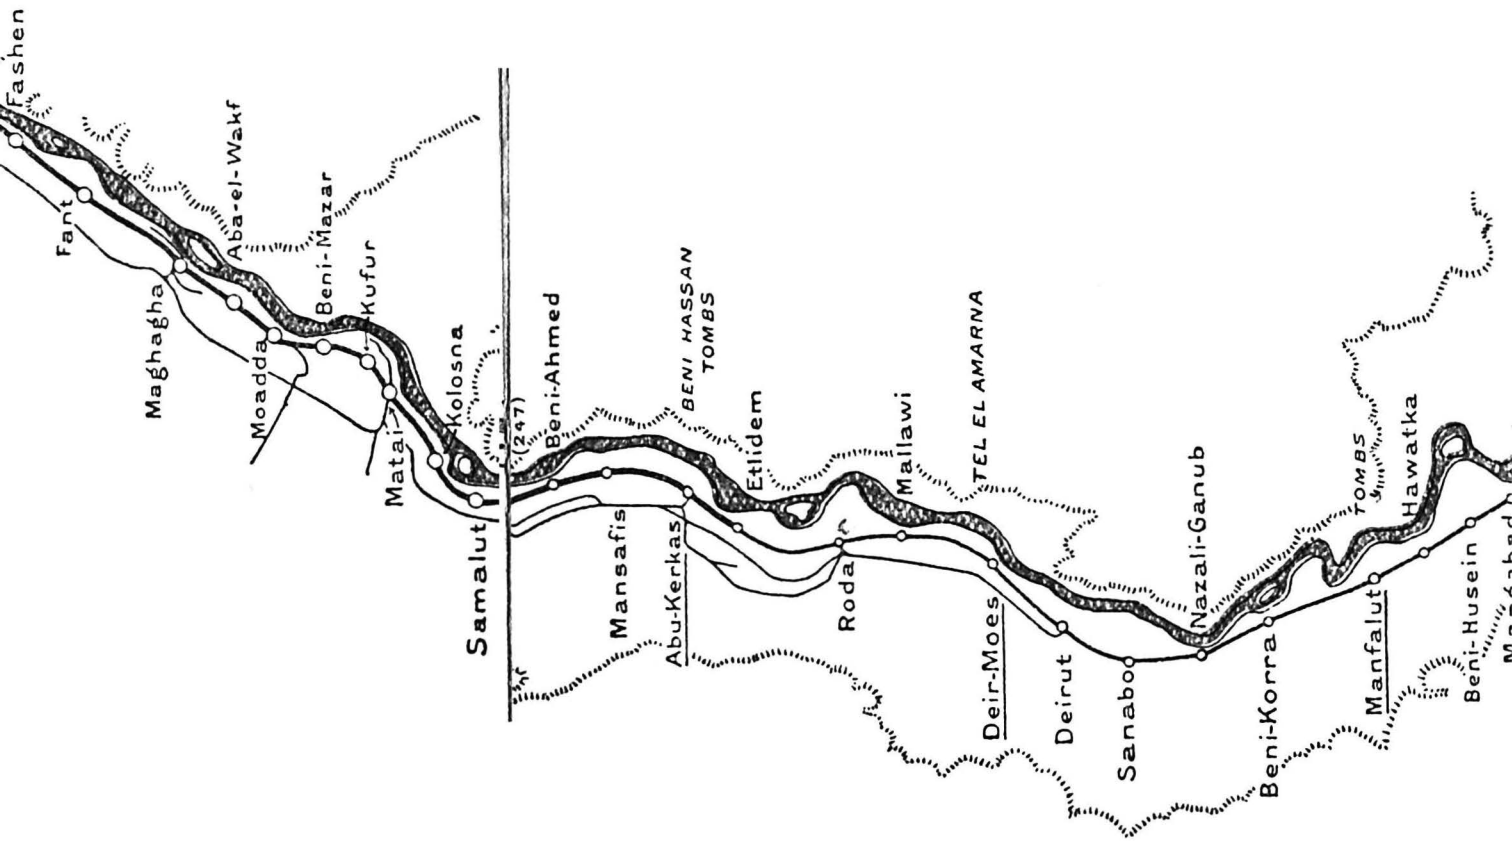 Fashen
Fant
Aba-el-Wakf
Maghagha
Beni-Mazar
Moadda
Kufur
Matai
Kolosna
Samalut
(247)
Beni-Ahmed
Mansafis
BENI HASSAN
TOMBS
Abu-Kerkas
Etlidem
Roda
Mallawi
TEL EL AMARNA
Deir-Moes
Deirut
Sanabo
Nazali-Ganub
Beni-Korra
TOMBS
Manfalut
Hawatka
Beni-Husein